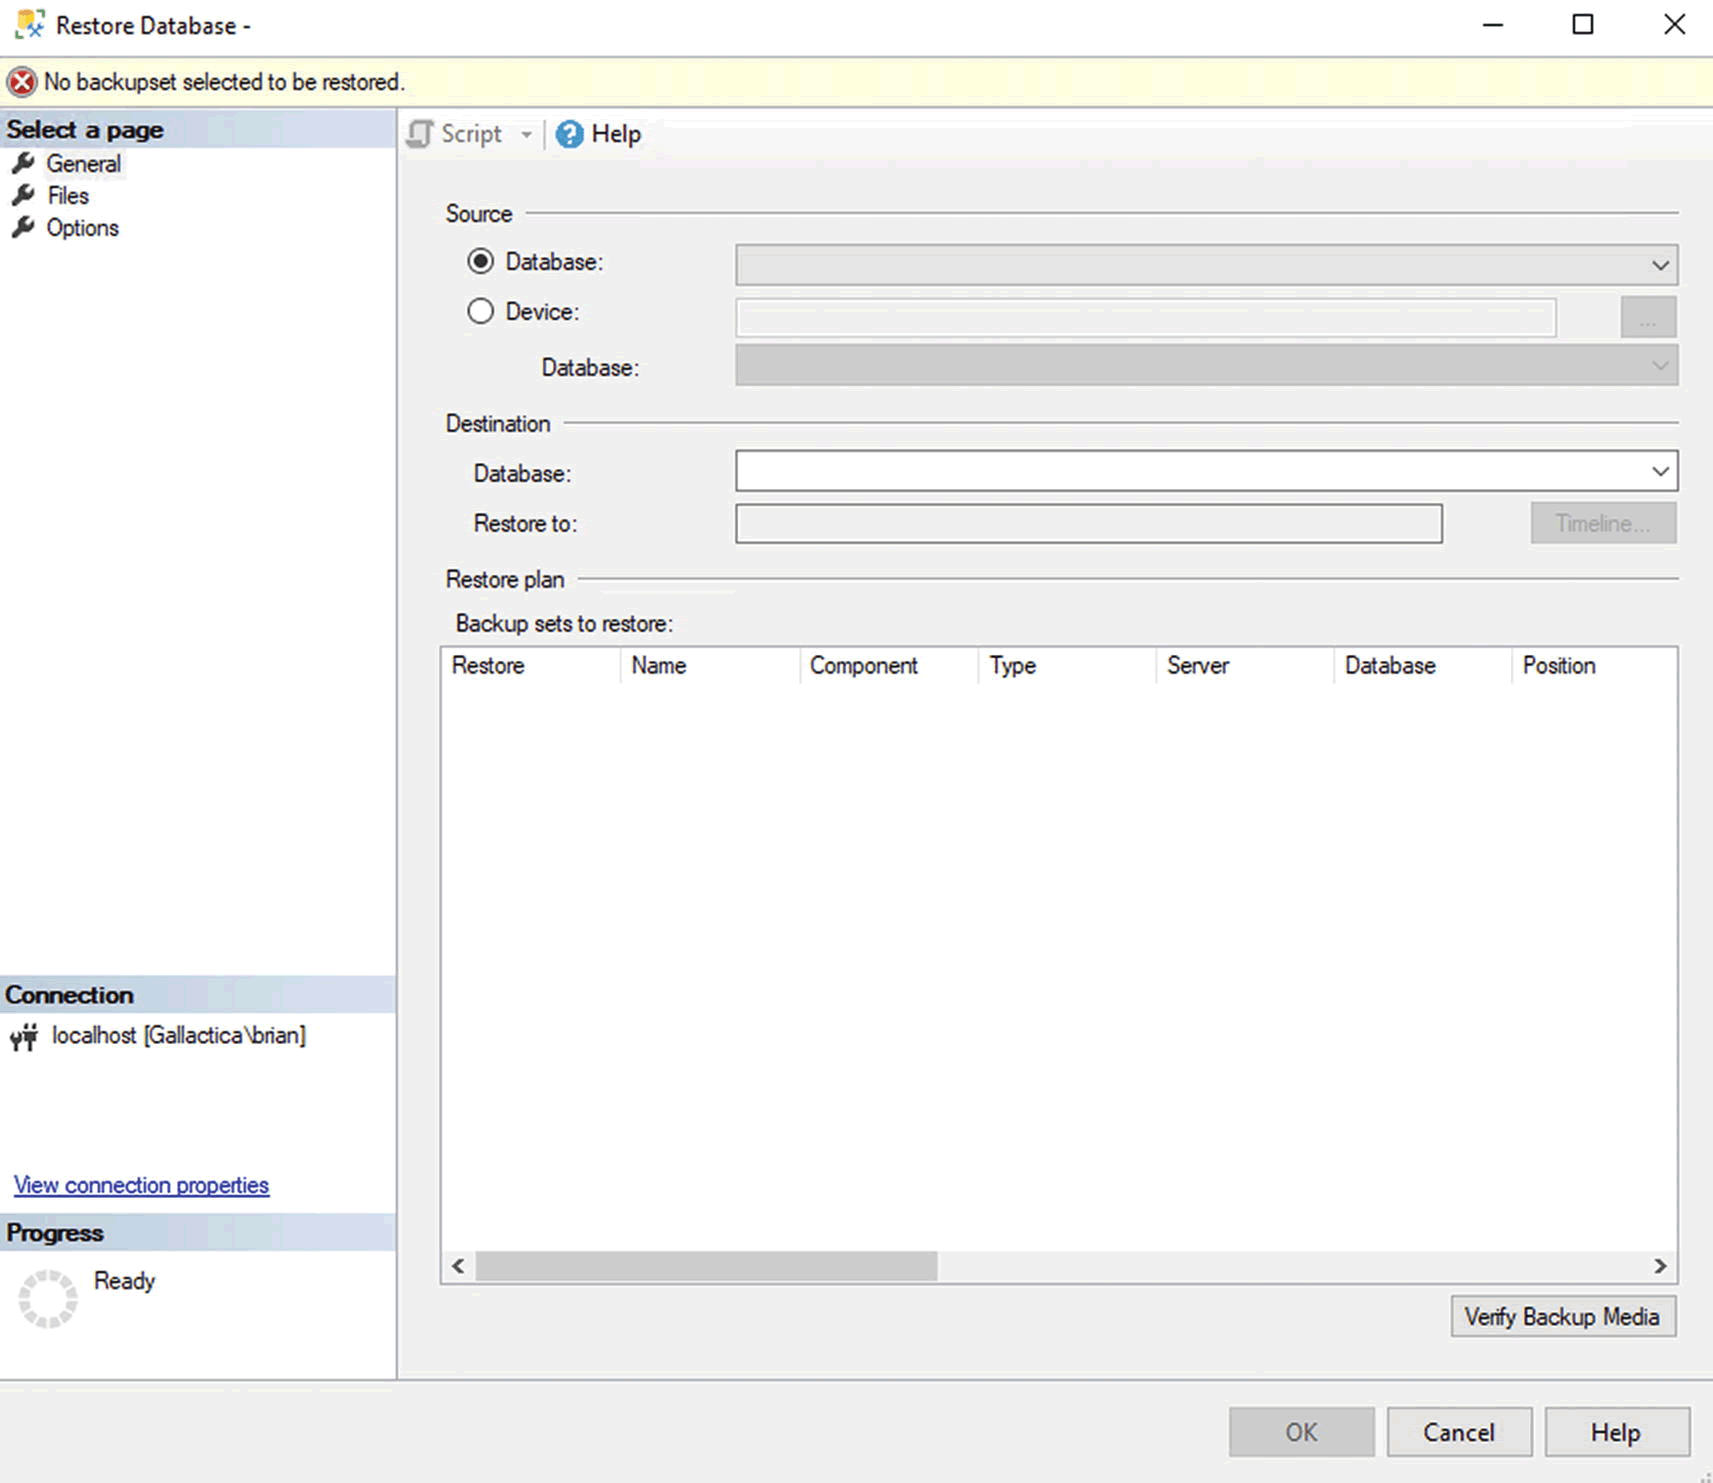 Restore Database -
No backupset selected to be restored.
Select a page
General
Files
Options
Script
Help
Source
Database:
Device:
...
Database:
Destination
Database:
Restore to:
Timeline...
Restore plan
Backup sets to restore:
Restore Name Component Type Server Database Position
Connection
localhost [Gallactica\brian]
View connection properties
Progress
Ready
Verify Backup Media
OK Cancel Help